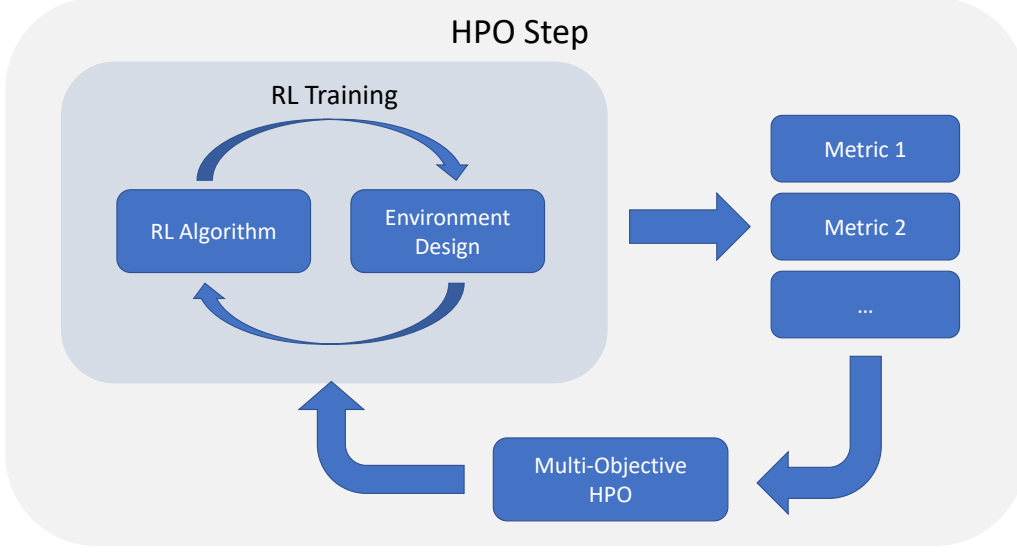 HPO Step
RL Training
RL Algorithm
Environment
Design
Metric 1
Metric 2
...
Multi-Objective
HPO